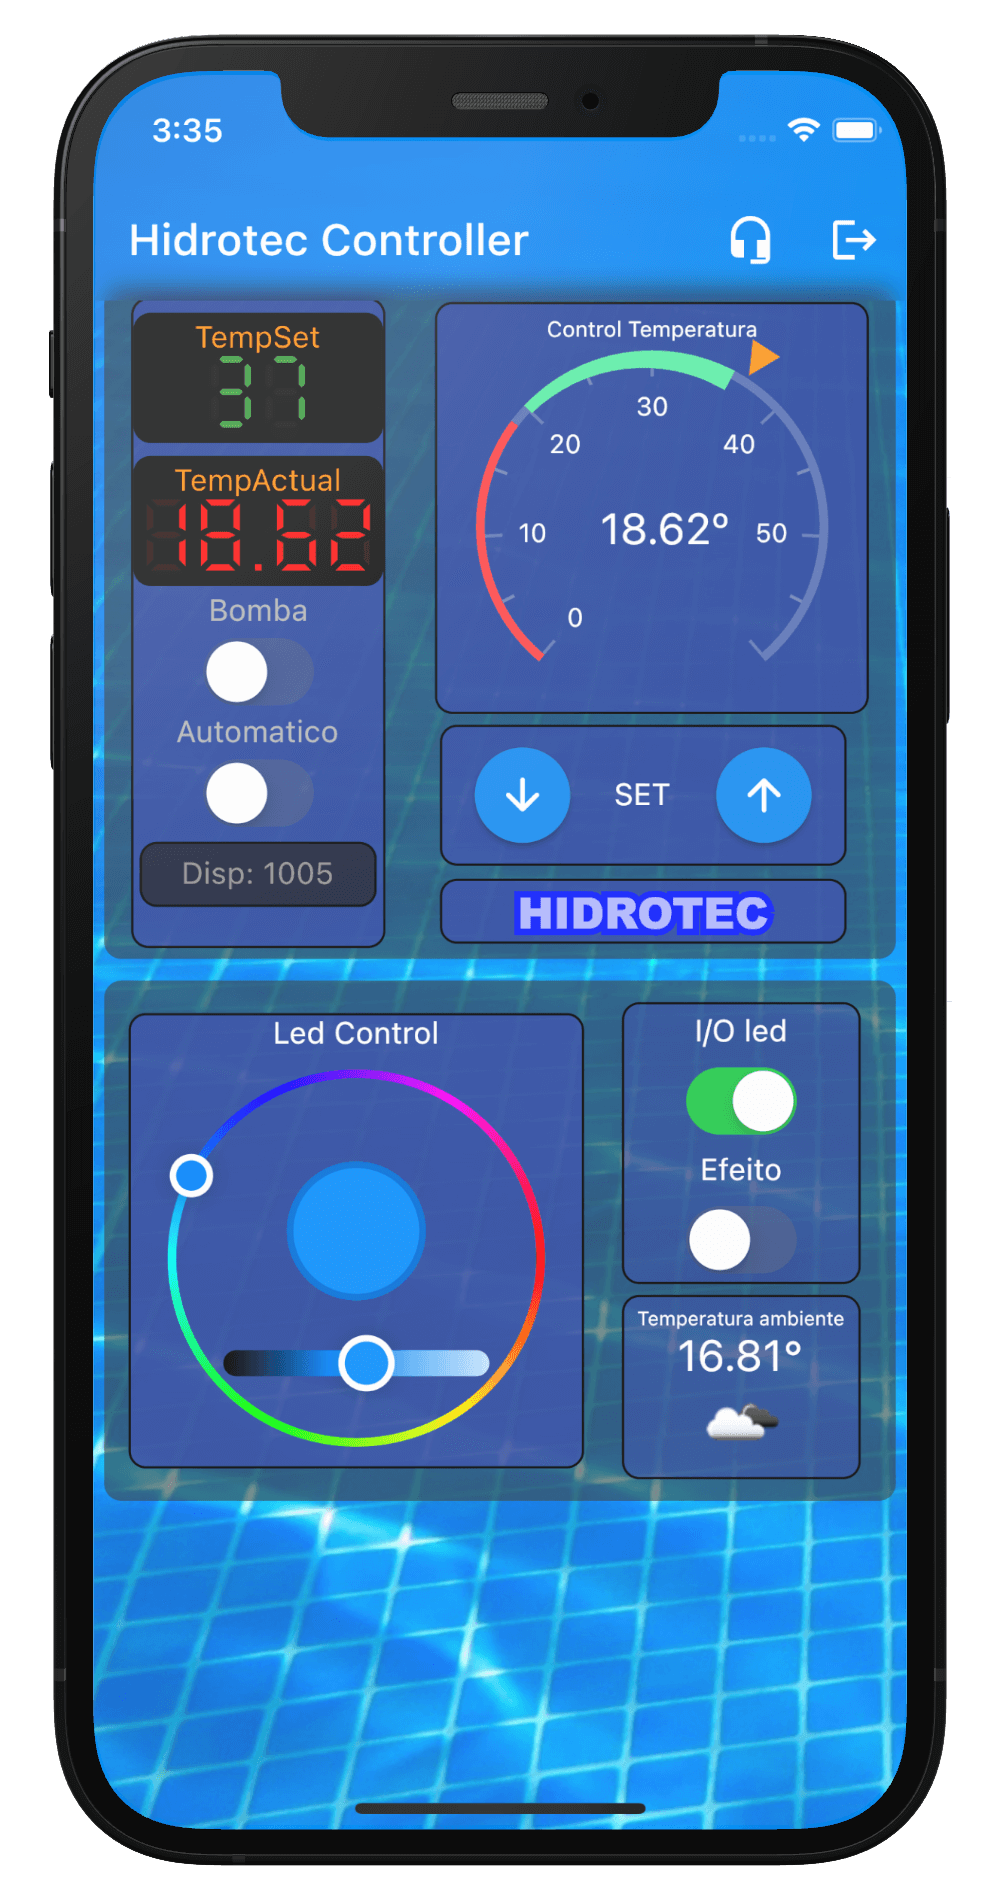 3:35
Hidrotec Controller
TempSet
37
TempActual
18.62
Bomba
Automatico
Disp: 1005
Control Temperatura
0
10
20
30
40
50
18.62°
SET
HIDROTEC
Led Control
I/O led
Efeito
Temperatura ambiente
16.81°